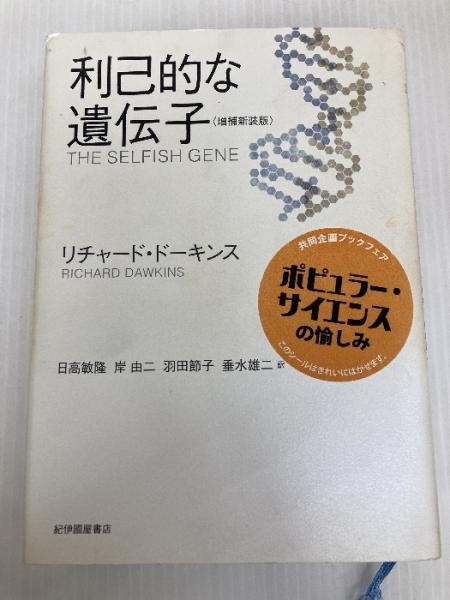 利己的な
遺伝子〈増補新装版〉
THE SELFISH GENE
リチャード・ドーキンス
RICHARD DAWKINS
共同企画ブックフェア
ポピュラー・
サイエンス
の愉しみ
このシールはきれいにはがせます。
日高敏隆 岸 由二 羽田節子 垂水雄二 訳
紀伊國屋書店